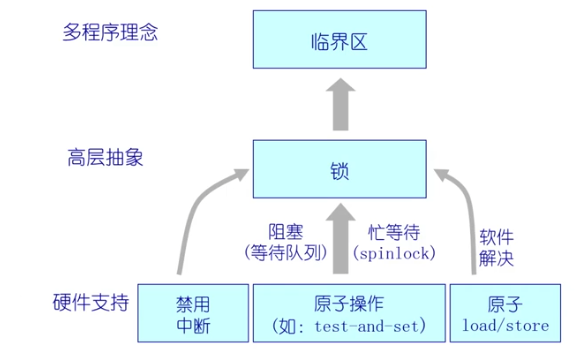 多程序理念
临界区
高层抽象
锁
阻塞
(等待队列)
忙等待
(spinlock)
软件
解决
硬件支持
禁用
中断
原子操作
(如: test-and-set)
原子
load/store